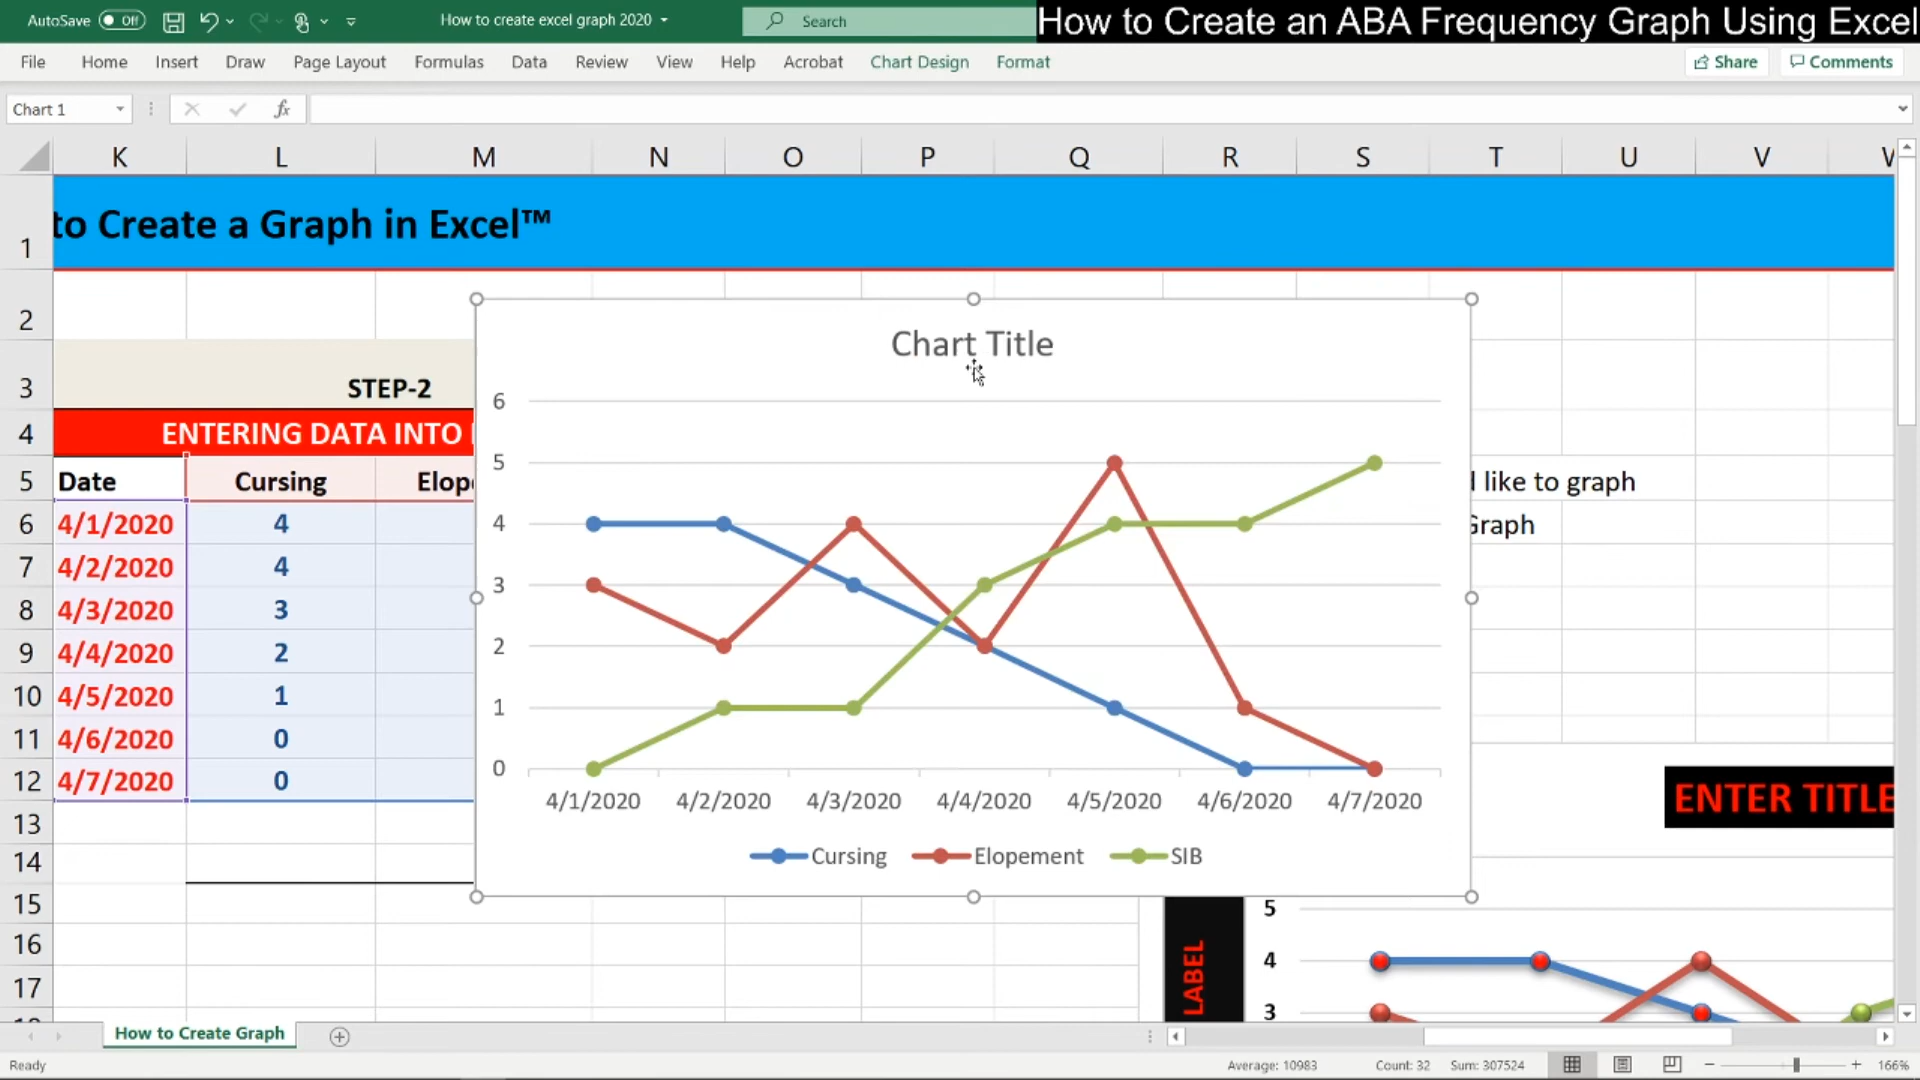 AutoSave Off
How to create excel graph 2020
Search
How to Create an ABA Frequency Graph Using Excel
File Home Insert Draw Page Layout Formulas Data Review View Help Acrobat Chart Design Format Share Comments
Chart 1
fx
K L M N O P Q R S T U V
1 to Create a Graph in Excel™
2
Chart Title
3 STEP-2
4 ENTERING DATA INTO
5 Date Cursing
like to graph
6 4/1/2020 4
Graph
7 4/2/2020 4
8 4/3/2020 3
9 4/4/2020 2
10 4/5/2020 1
11 4/6/2020 0
12 4/7/2020 0
13
14
15
16
17
6
5
4
3
2
1
0
4/1/2020 4/2/2020 4/3/2020 4/4/2020 4/5/2020 4/6/2020 4/7/2020
Cursing Elopement SIB
ENTER TITLE
LABEL
5
4
3
How to Create Graph
Ready
Average: 10983 Count: 32 Sum: 307524
166%